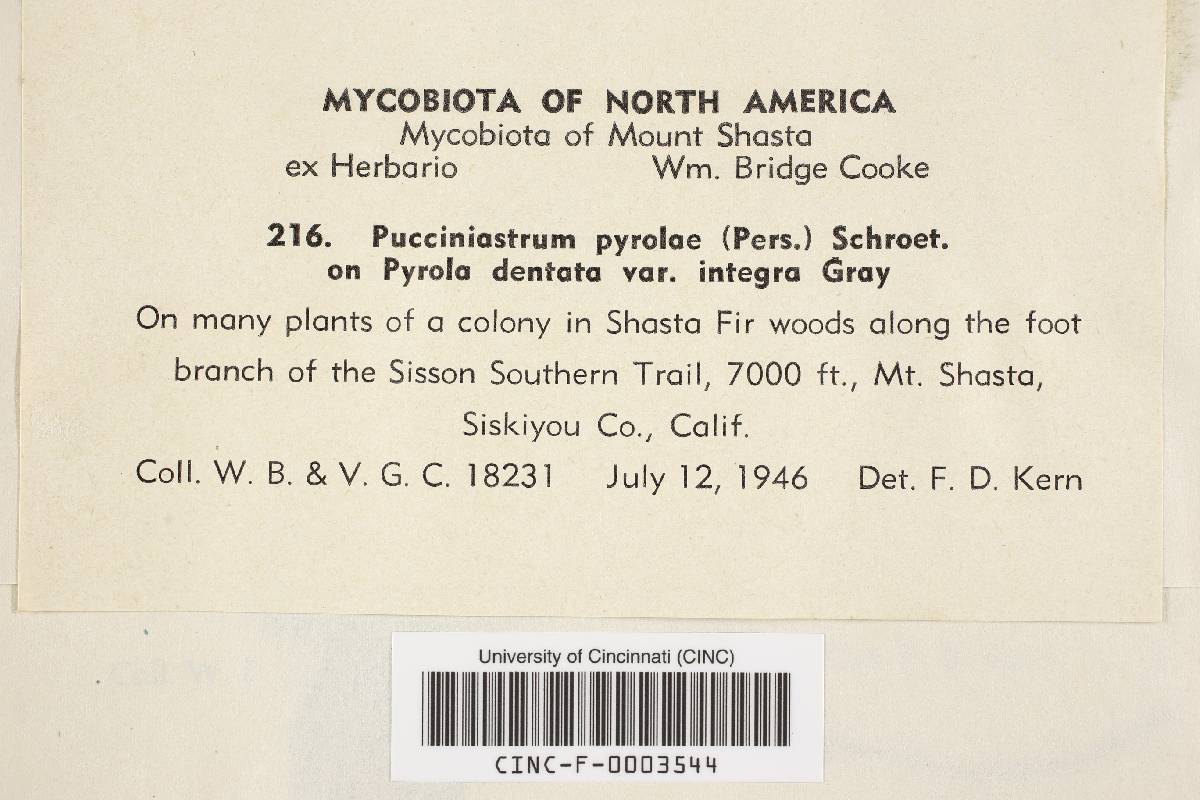 MYCOBIOTA OF NORTH AMERICA
Mycobiota of Mount Shasta
ex Herbario Wm. Bridge Cooke
216. Pucciniastrum pyrolae (Pers.) Schroet.
on Pyrola dentata var. integra Gray
On many plants of a colony in Shasta Fir woods along the foot
branch of the Sisson Southern Trail, 7000 ft., Mt. Shasta,
Siskiyou Co., Calif.
Coll. W. B. & V. G. C. 18231 July 12, 1946 Det. F. D. Kern
University of Cincinnati (CINC)
CINC-F-0003544